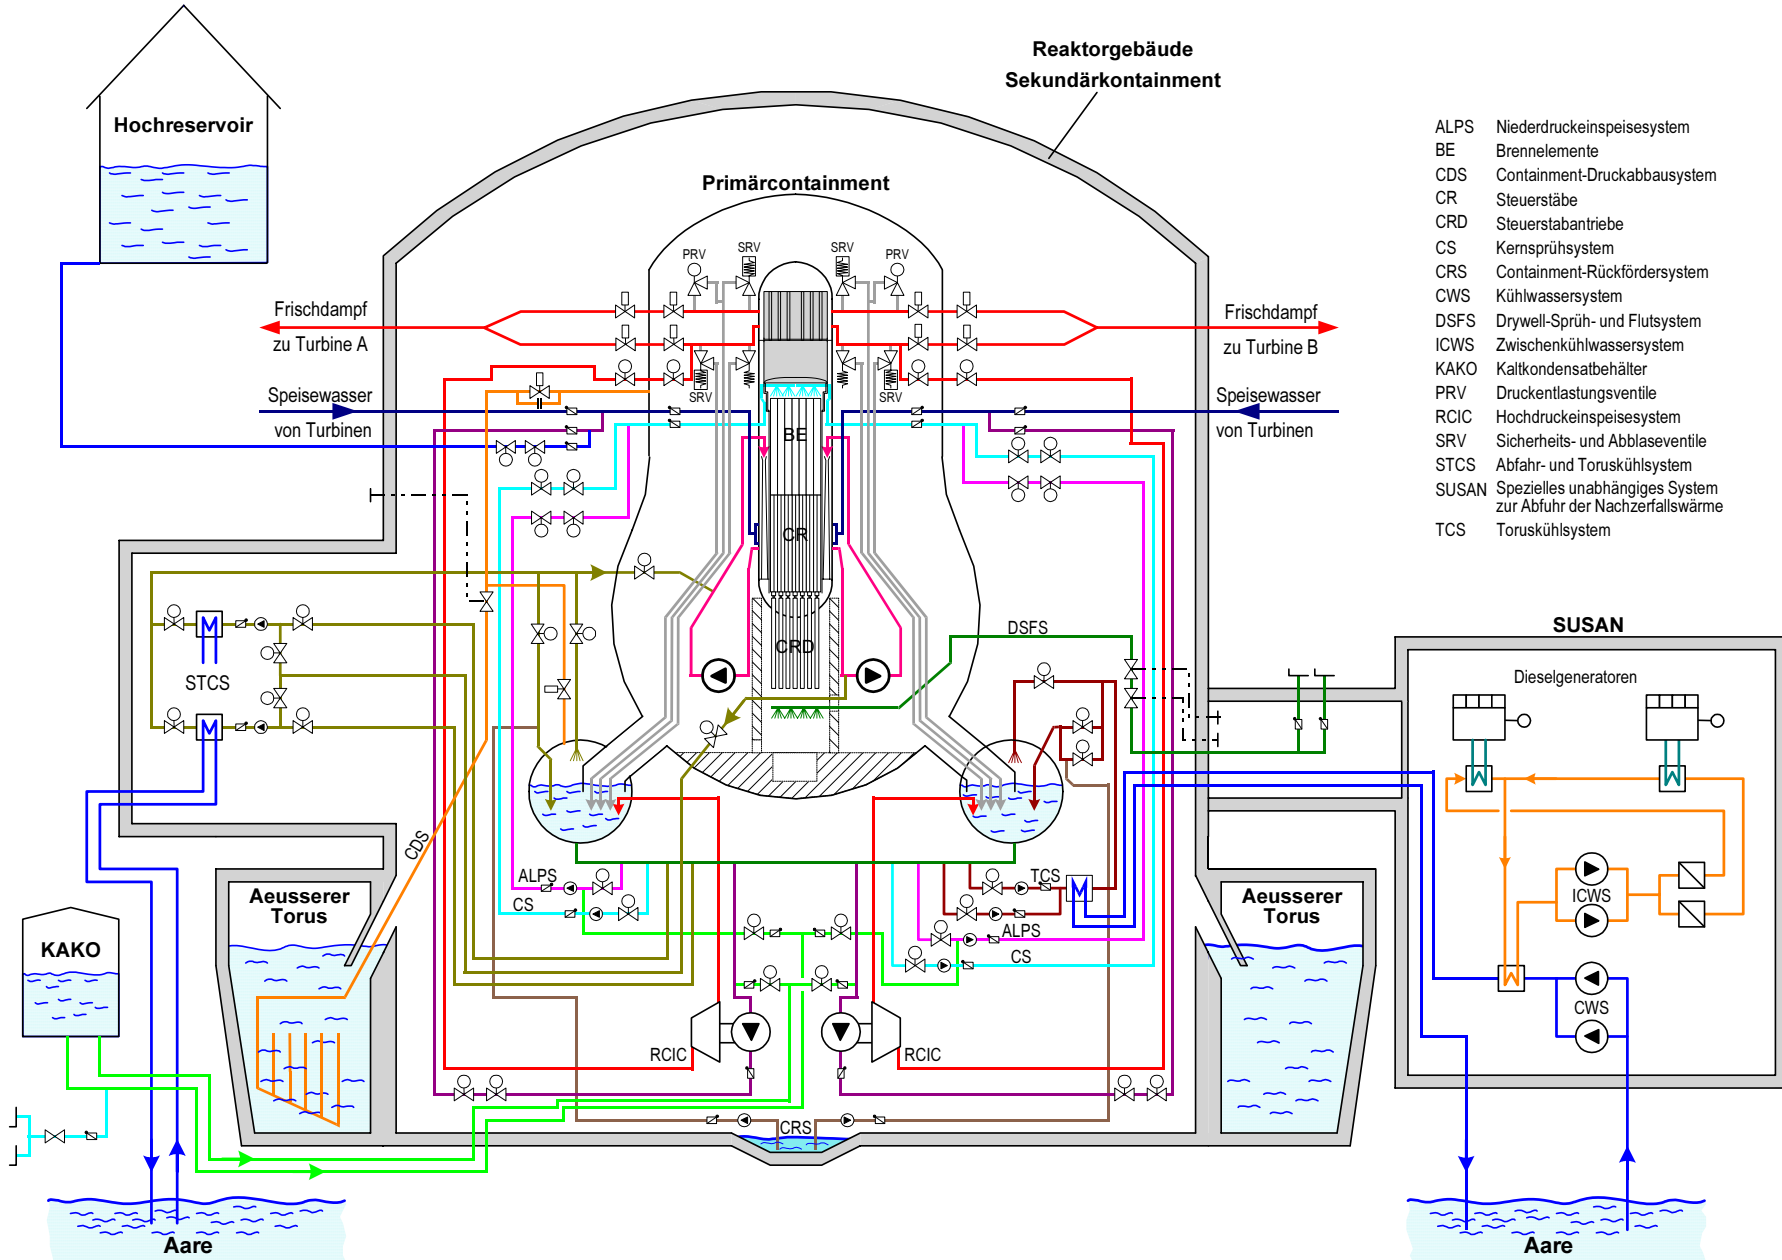 Reaktorgebäude
Sekundärkontainment
Hochreservoir
Primärcontainment
ALPS Niederdruckeinspeisesystem
BE Brennelemente
CDS Containment-Druckabbausystem
CR Steuerstäbe
CRD Steuerstabantriebe
CS Kernsprühsystem
CRS Containment-Rückfördersystem
CWS Kühlwassersystem
DSFS Drywell-Sprüh- und Flutsystem
ICWS Zwischenkühlwassersystem
KAKO Kaltkondensatbehälter
PRV Druckentlastungsventile
RCIC Hochdruckeinspeisesystem
SRV Sicherheits- und Abblaseventile
STCS Abfahr- und Toruskühlsystem
SUSAN Spezielles unabhängiges System
zur Abfuhr der Nachzerfallswärme
TCS Toruskühlsystem
PRV
SRV
SRV
PRV
Frischdampf
zu Turbine A
Frischdampf
zu Turbine B
SRV
SRV
Speisewasser
von Turbinen
Speisewasser
von Turbinen
BE
CR
CRD
DSFS
STCS
SUSAN
Dieselgeneratoren
CDS
ALPS
CS
TCS
ALPS
CS
ICWS
CWS
Aeusserer
Torus
Aeusserer
Torus
KAKO
RCIC
RCIC
CRS
Aare
Aare